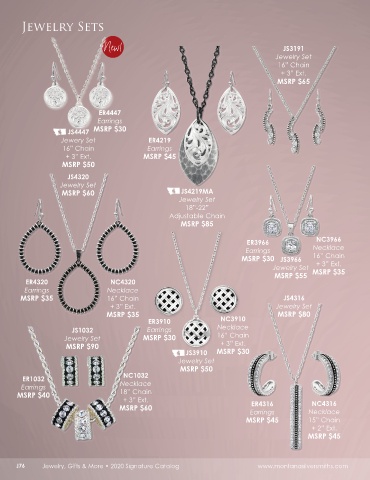 Jewelry Sets
New!
ER4447
Earrings
MSRP $30
JS4447
Jewelry Set
16" Chain
+ 3" Ext.
MSRP $50
ER4219
Earrings
MSRP $45
JS4219MA
Jewelry Set
18"-22"
Adjustable Chain
MSRP $85
JS3191
Jewelry Set
16" Chain
+ 3" Ext.
MSRP $65
JS4320
Jewelry Set
MSRP $60
ER4320
Earrings
MSRP $35
NC4320
Necklace
16" Chain
+ 3" Ext.
MSRP $35
ER3966
Earrings
MSRP $30
JS3966
Jewelry Set
MSRP $55
NC3966
Necklace
16" Chain
+ 3" Ext.
MSRP $35
ER3910
Earrings
MSRP $30
NC3910
Necklace
16" Chain
+ 3" Ext.
MSRP $30
JS3910
Jewelry Set
MSRP $50
JS1032
Jewelry Set
MSRP $90
ER1032
Earrings
MSRP $40
NC1032
Necklace
18" Chain
+ 3" Ext.
MSRP $60
JS4316
Jewelry Set
MSRP $80
ER4316
Earrings
MSRP $45
NC4316
Necklace
15" Chain
+ 2" Ext.
MSRP $45
J76 Jewelry, Gifts & More • 2020 Signature Catalog
www.montanasilversmiths.com